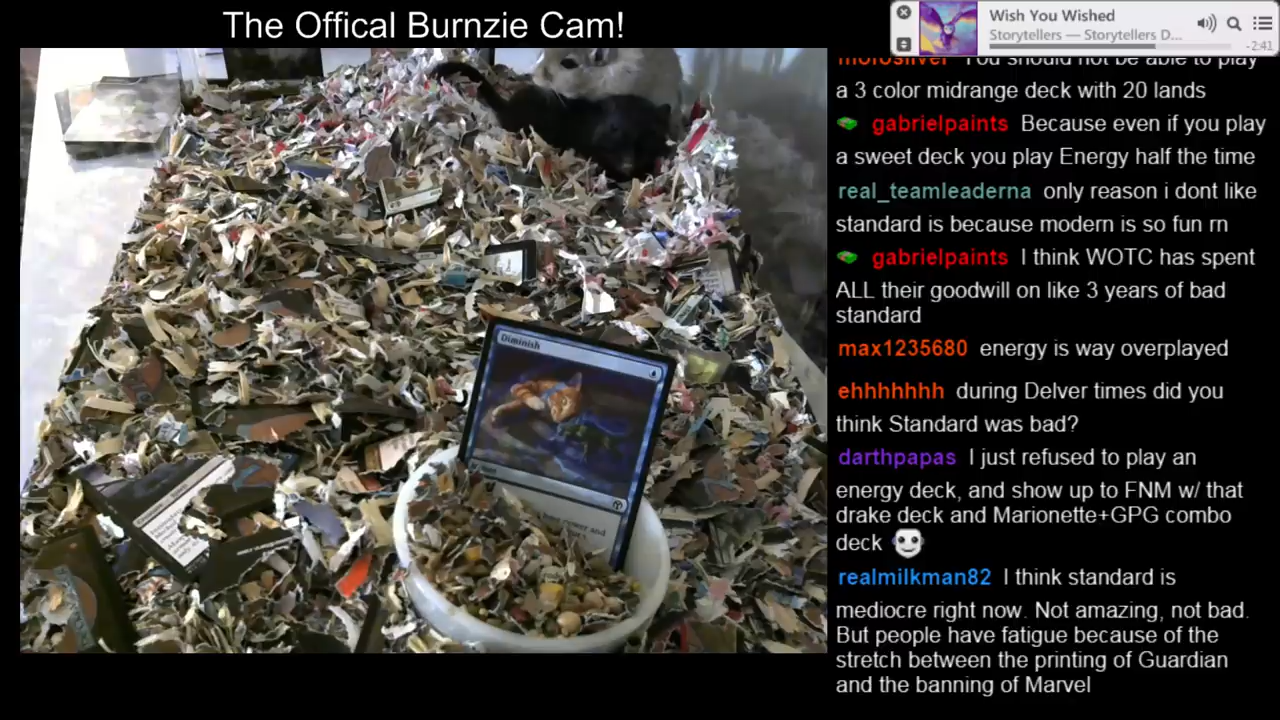 The Offical Burnzie Cam!
Wish You Wished
Storytellers — Storytellers D...
-2:41
morosilver You should not be able to play
a 3 color midrange deck with 20 lands
gabrielpaints Because even if you play
a sweet deck you play Energy half the time
real_teamleaderna only reason i dont like
standard is because modern is so fun rn
gabrielpaints I think WOTC has spent
ALL their goodwill on like 3 years of bad
standard
max1235680 energy is way overplayed
ehhhhhhh during Delver times did you
think Standard was bad?
darthpapas I just refused to play an
energy deck, and show up to FNM w/ that
drake deck and Marionette+GPG combo
deck
realmilkman82 I think standard is
mediocre right now. Not amazing, not bad.
But people have fatigue because of the
stretch between the printing of Guardian
and the banning of Marvel
Diminish
power and